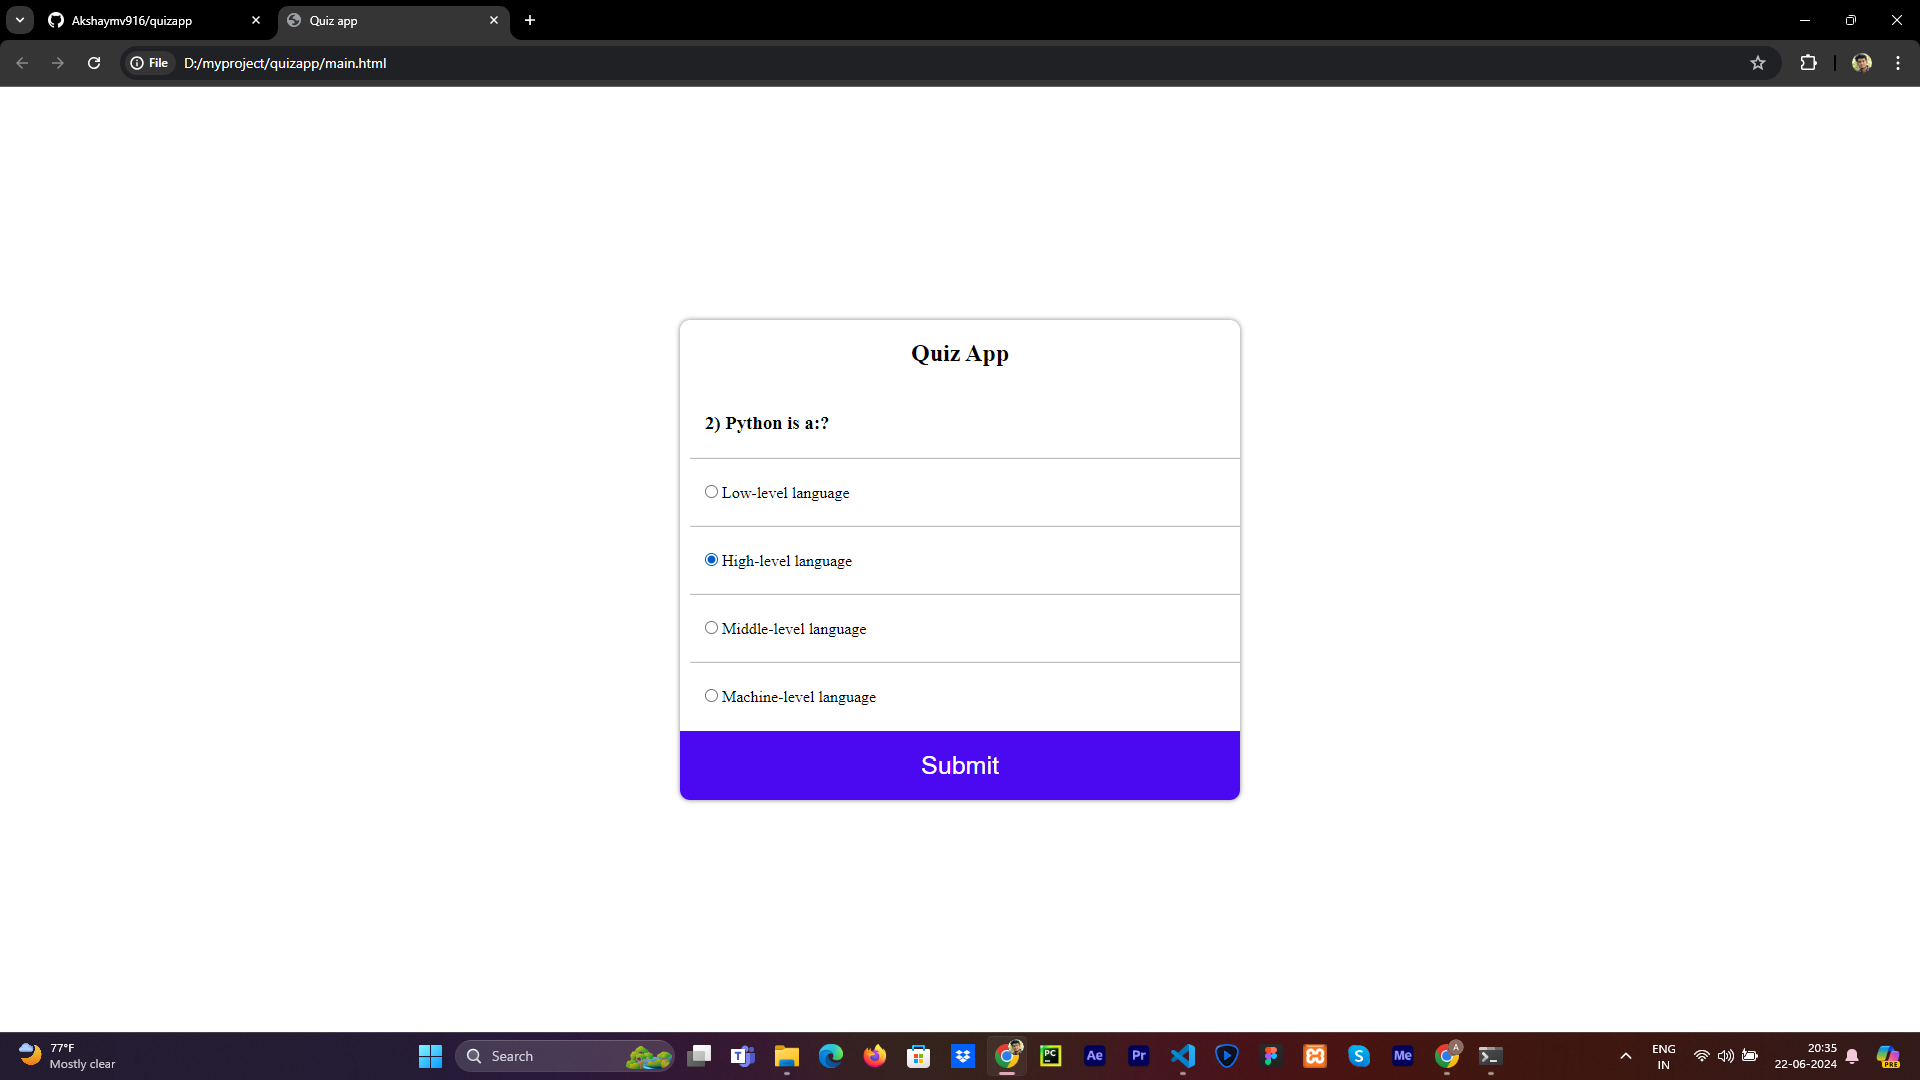 Akshaymv916/quizapp
Quiz app
File
D:/myproject/quizapp/main.html
Quiz App
2) Python is a:?
Low-level language
High-level language
Middle-level language
Machine-level language
Submit
77°F
Mostly clear
Search
T
PC
Ae
Pr
S
Me
A
ENG
IN
20:35
22-06-2024
PRE